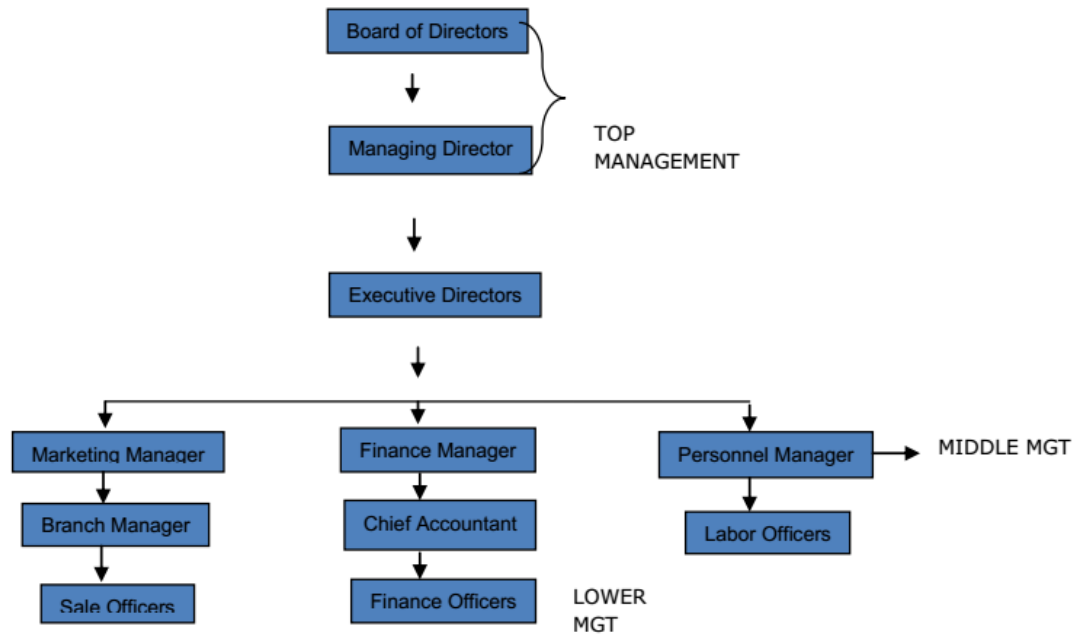 Board of Directors
Managing Director
TOP
MANAGEMENT
Executive Directors
Marketing Manager
Finance Manager
Personnel Manager
MIDDLE MGT
Branch Manager
Chief Accountant
Labor Officers
Sale Officers
Finance Officers
LOWER
MGT